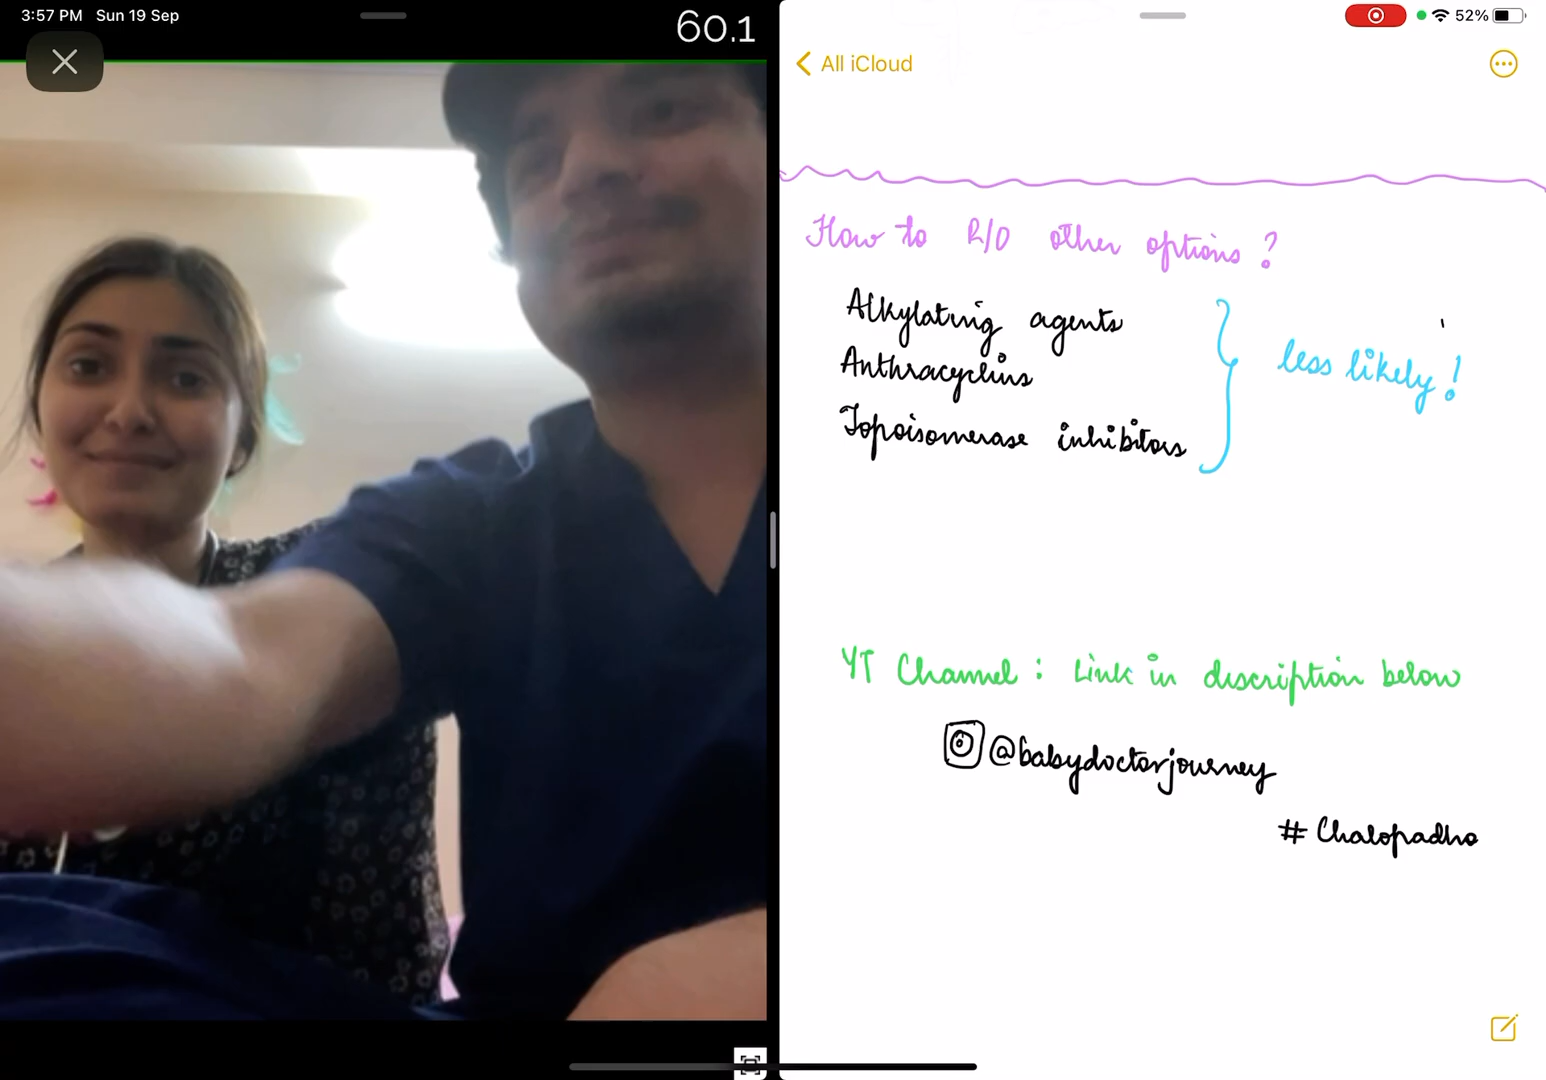 3:57 PM Sun 19 Sep
60.1
52%
All iCloud
How to R/O other options ?
Alkylating agents
Anthracyclins
less likely !
Topoisomerase inhibitors
YT Channel : Link in description below
@babydoctorjourney
# Chalopadho